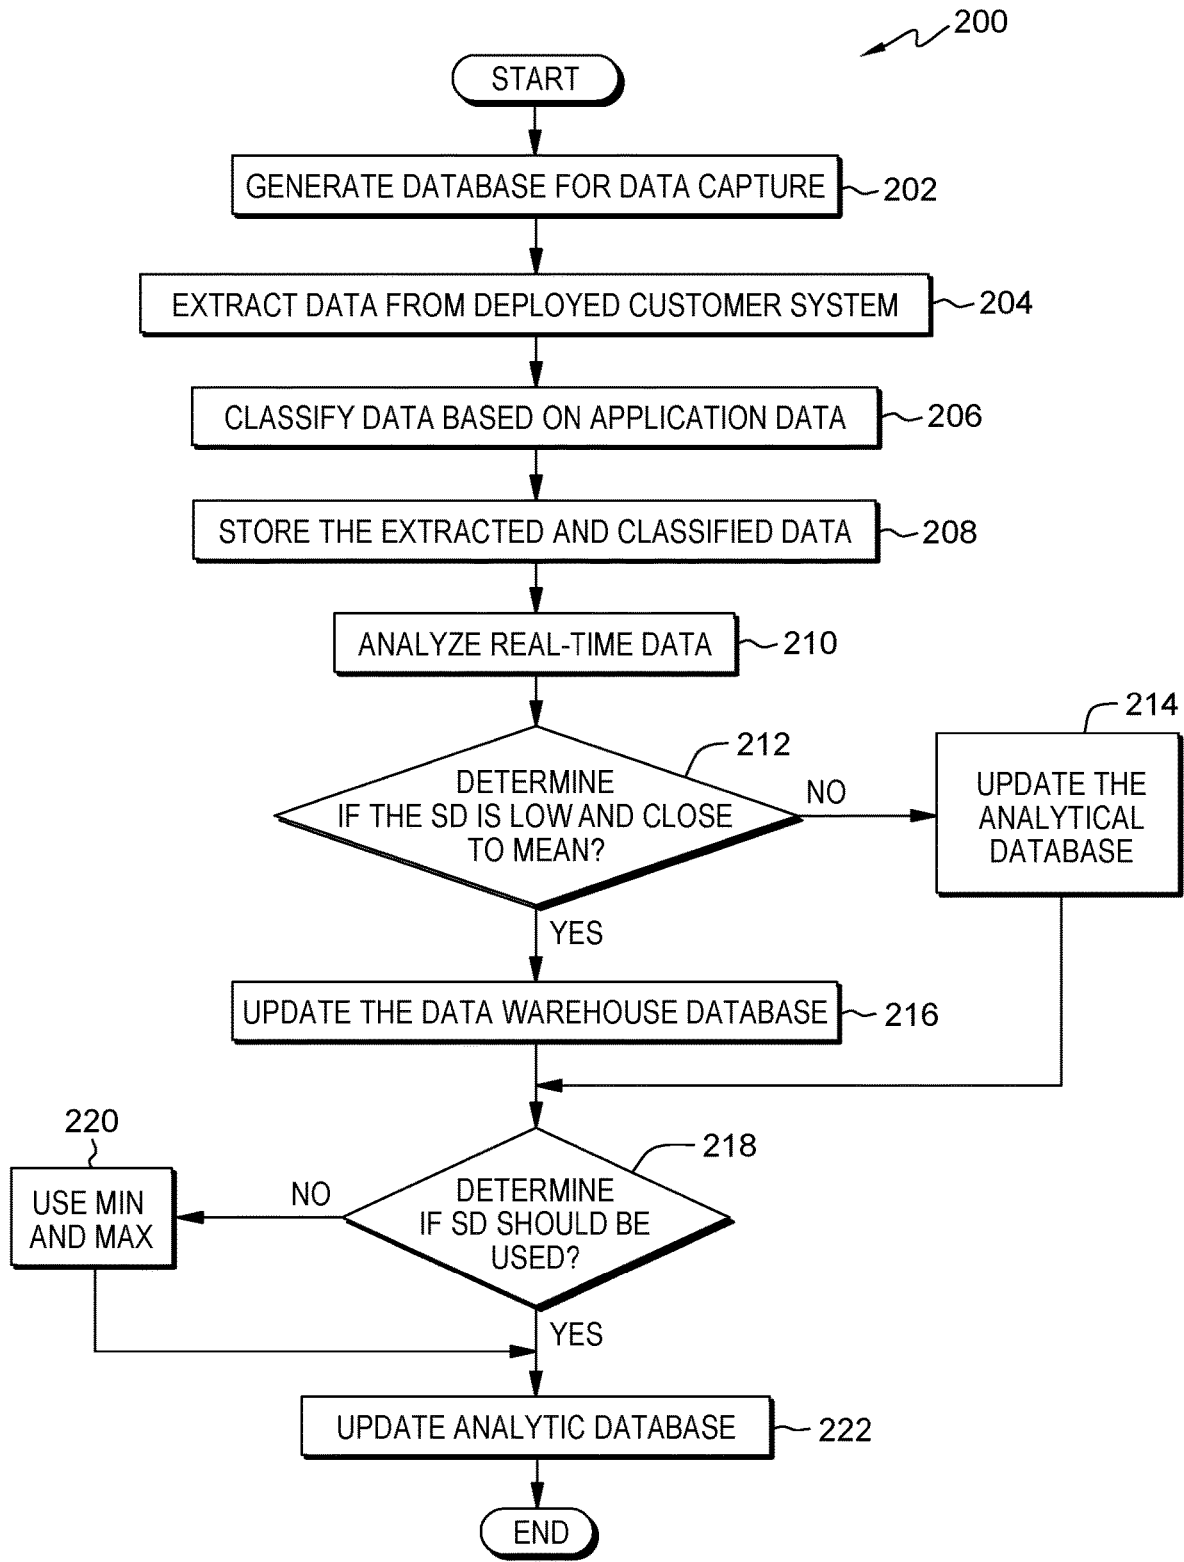 200
START
GENERATE DATABASE FOR DATA CAPTURE
202
EXTRACT DATA FROM DEPLOYED CUSTOMER SYSTEM
204
CLASSIFY DATA BASED ON APPLICATION DATA
206
STORE THE EXTRACTED AND CLASSIFIED DATA
208
ANALYZE REAL-TIME DATA
210
212
DETERMINE
IF THE SD IS LOW AND CLOSE
TO MEAN?
NO
214
UPDATE THE
ANALYTICAL
DATABASE
YES
UPDATE THE DATA WAREHOUSE DATABASE
216
218
DETERMINE
IF SD SHOULD BE
USED?
NO
220
USE MIN
AND MAX
YES
UPDATE ANALYTIC DATABASE
222
END